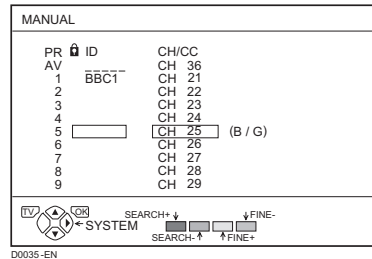 MANUAL
PR ID CH/CC
AV _____ CH 36
1 BBC1 CH 21
2 CH 22
3 CH 23
4 CH 24
5 CH 25 (B / G)
6 CH 26
7 CH 27
8 CH 28
9 CH 29
TV OK SEARCH+ FINE-
SYSTEM
SEARCH- FINE+
D0035-EN